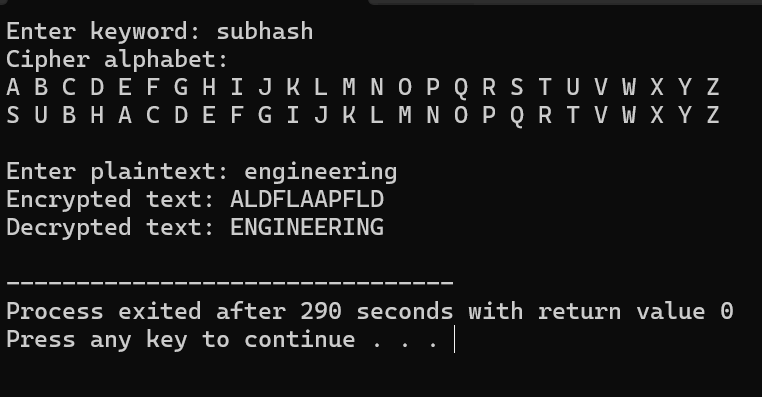 Enter keyword: subhash
Cipher alphabet:
A B C D E F G H I J K L M N O P Q R S T U V W X Y Z
S U B H A C D E F G I J K L M N O P Q R T V W X Y Z
Enter plaintext: engineering
Encrypted text: ALDFLAAPFLD
Decrypted text: ENGINEERING
--------------------------------
Process exited after 290 seconds with return value 0
Press any key to continue . . .